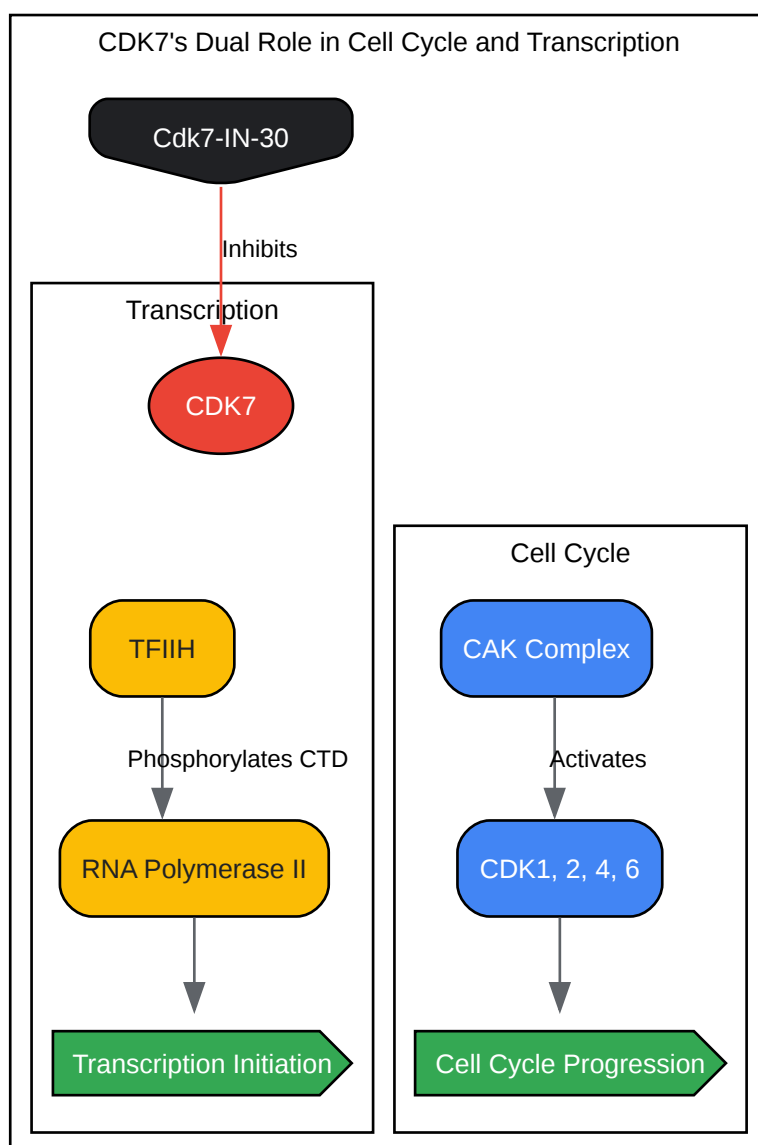 CDK7's Dual Role in Cell Cycle and Transcription
Cdk7-IN-30
Inhibits
Transcription
CDK7
Cell Cycle
TFIIH
CAK Complex
Phosphorylates CTD
Activates
RNA Polymerase II
CDK1, 2, 4, 6
Transcription Initiation
Cell Cycle Progression